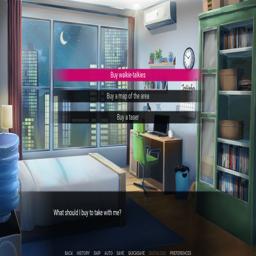 Buy walkie-talkies
Buy a map of the area
Buy a taser
What should I buy to take with me?
BACK HISTORY SKIP AUTO SAVE QUICKSAVE QUICKLOAD PREFERENCES